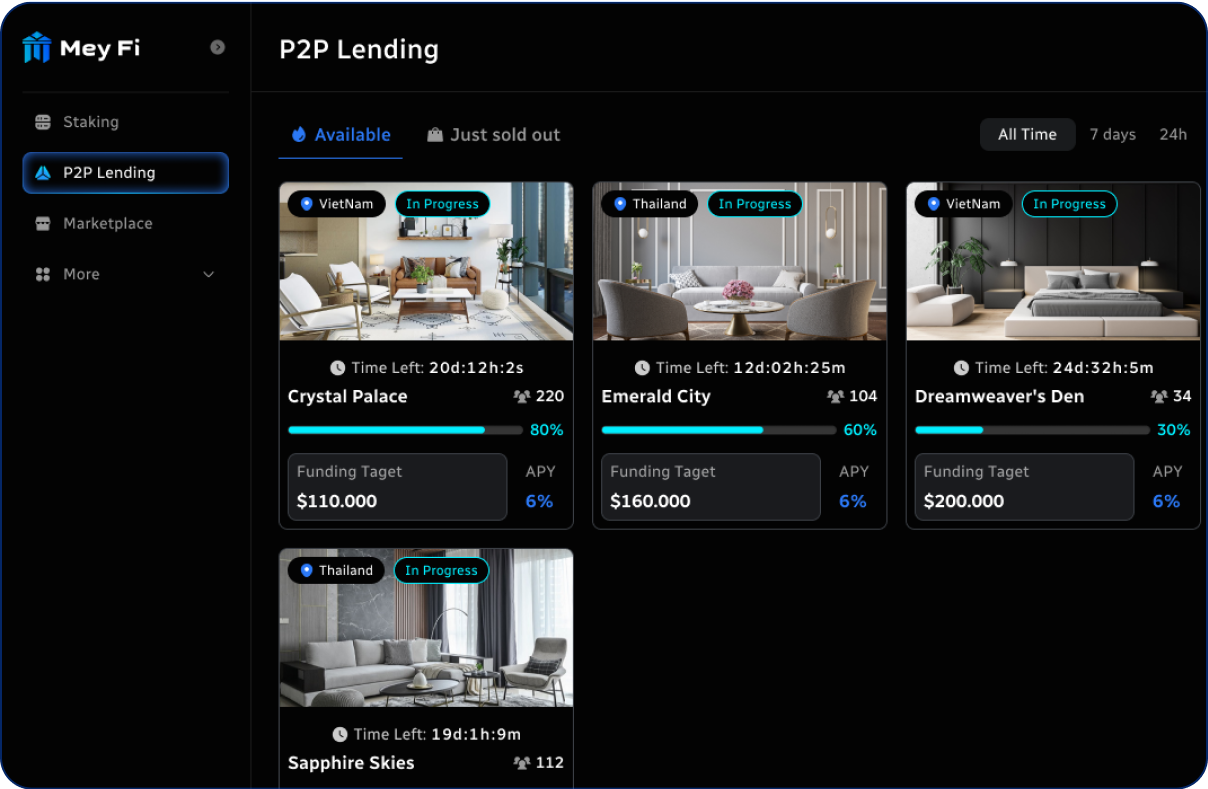 Mey Fi
P2P Lending
Staking
P2P Lending
Marketplace
More
Available
Just sold out
All Time
7 days
24h
VietNam
In Progress
Time Left: 20d:12h:2s
Crystal Palace
220
80%
Funding Taget
$110.000
APY
6%
Thailand
In Progress
Time Left: 12d:02h:25m
Emerald City
104
60%
Funding Taget
$160.000
APY
6%
VietNam
In Progress
Time Left: 24d:32h:5m
Dreamweaver's Den
34
30%
Funding Taget
$200.000
APY
6%
Thailand
In Progress
Time Left: 19d:1h:9m
Sapphire Skies
112